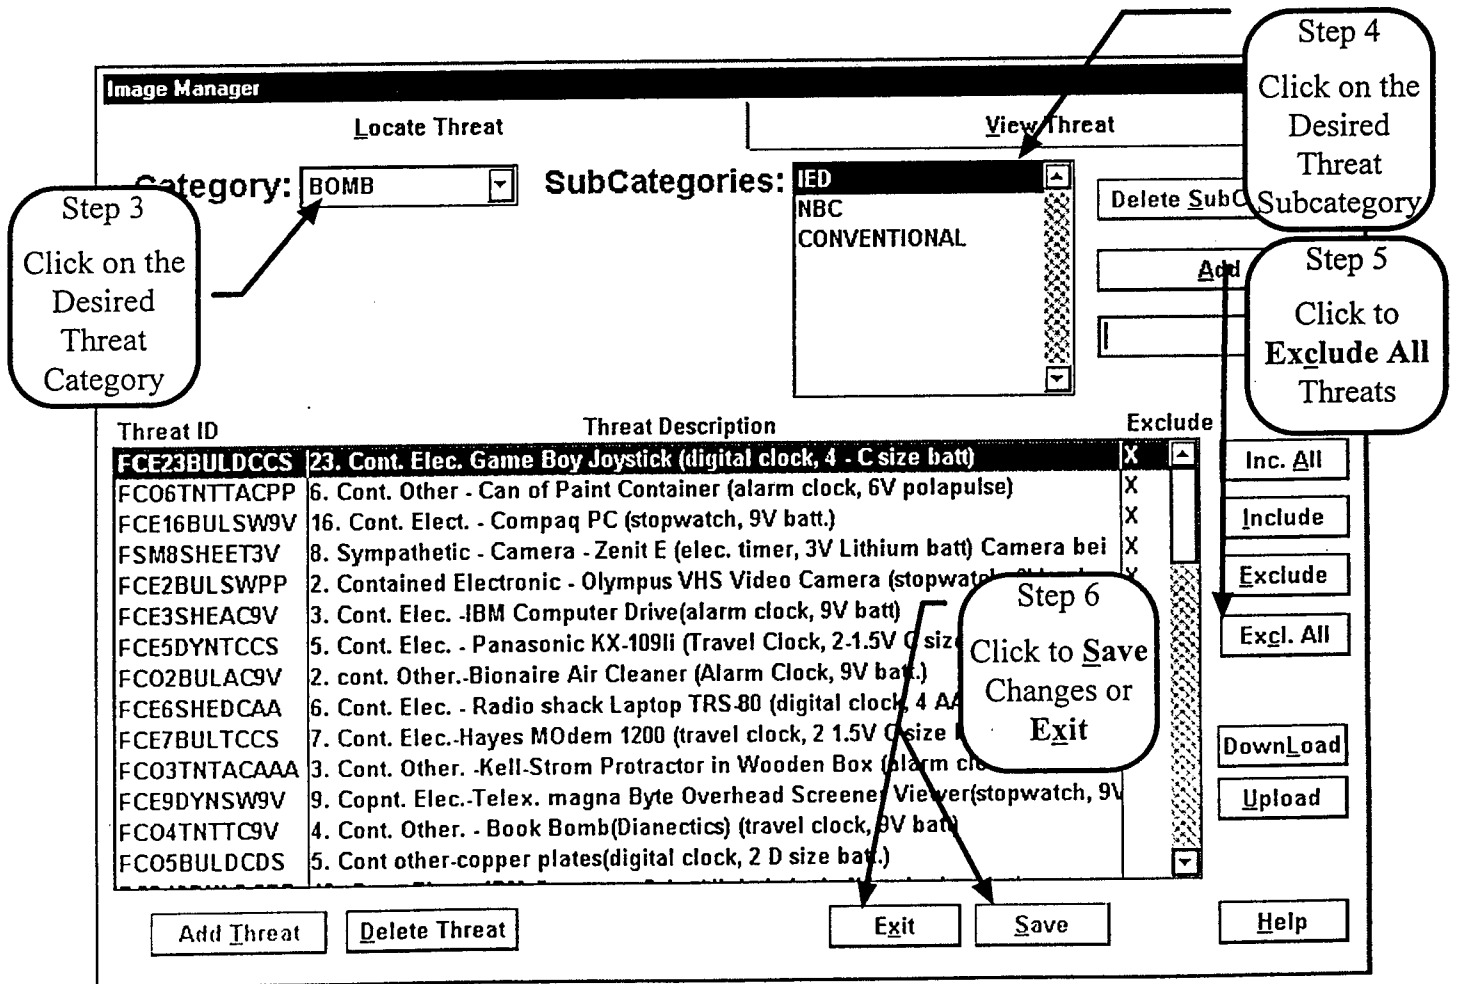 Step 4
Click on the
Desired
Threat
Subcategory
Image Manager
Locate Threat
View Threat
Category: BOMB
SubCategories: IED
NBC
CONVENTIONAL
Delete SubC
Add
Step 3
Click on the
Desired
Threat
Category
Step 5
Click to
Exclude All
Threats
Threat ID Threat Description Exclude
FCE23BULDCCS 23. Cont. Elec. Game Boy Joystick (digital clock, 4 - C size batt) X
FCO6TNTTACPP 6. Cont. Other - Can of Paint Container (alarm clock, 6V polapulse) X
FCE16BULSW9V 16. Cont. Elect. - Compaq PC (stopwatch, 9V batt.) X
FSM8SHEET3V 8. Sympathetic - Camera - Zenit E (elec. timer, 3V Lithium batt) Camera bei X
FCE2BULSWPP 2. Contained Electronic - Olympus VHS Video Camera (stopwatch, X
FCE3SHEAC9V 3. Cont. Elec. -IBM Computer Drive(alarm clock, 9V batt)
FCE5DYNTCCS 5. Cont. Elec. - Panasonic KX-109li (Travel Clock, 2-1.5V C size
FCO2BULAC9V 2. cont. Other.-Bionaire Air Cleaner (Alarm Clock, 9V batt.)
FCE6SHEDCAA 6. Cont. Elec. - Radio shack Laptop TRS-80 (digital clock, 4 AA
FCE7BULTCCS 7. Cont. Elec.-Hayes MOdem 1200 (travel clock, 2 1.5V C size
FCO3TNTACAAA 3. Cont. Other. -Kell-Strom Protractor in Wooden Box (alarm clo
FCE9DYNSW9V 9. Copnt. Elec.-Telex. magna Byte Overhead Screener Viewer(stopwatch, 9V
FCO4TNTTC9V 4. Cont. Other. - Book Bomb(Dianectics) (travel clock, 9V batt)
FCO5BULDCDS 5. Cont other-copper plates(digital clock, 2 D size batt.)
Inc. All
Include
Exclude
Excl. All
DownLoad
Upload
Step 6
Click to Save
Changes or
Exit
Add Threat
Delete Threat
Exit
Save
Help